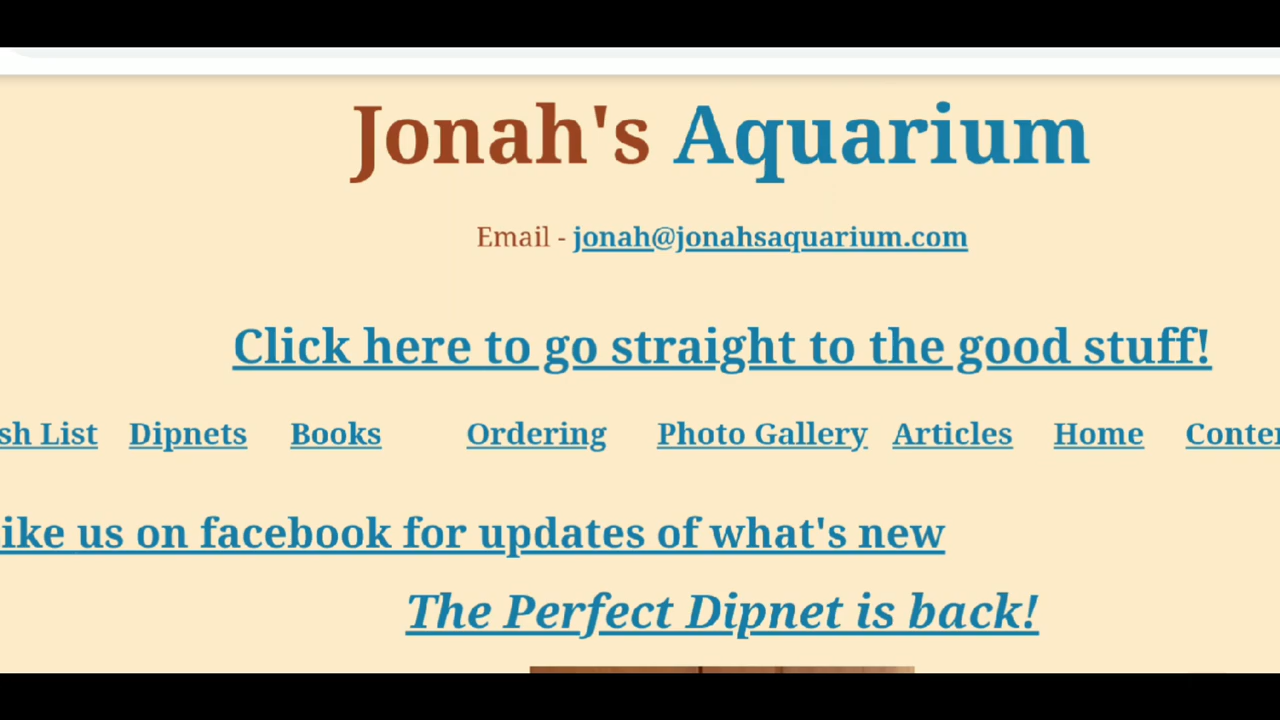 Jonah's Aquarium
Email - jonah@jonahsaquarium.com
Click here to go straight to the good stuff!
sh List Dipnets Books Ordering Photo Gallery Articles Home Conte
ike us on facebook for updates of what's new
The Perfect Dipnet is back!